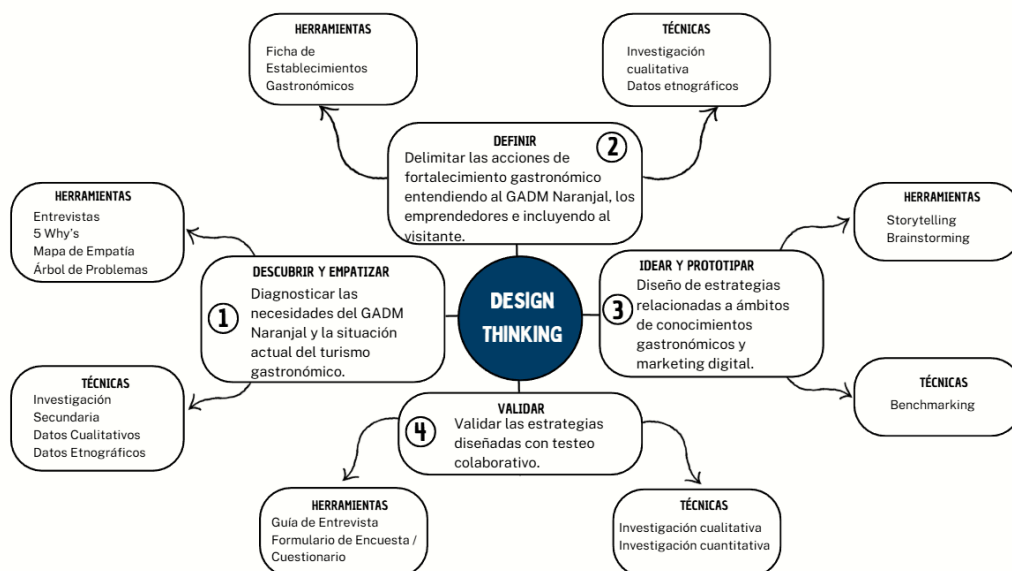 HERRAMIENTAS
Ficha de
Establecimientos
Gastronómicos
TÉCNICAS
Investigación
cualitativa
Datos etnográficos
DEFINIR
2
Delimitar las acciones de
fortalecimiento gastronómico
entendiendo al GADM Naranjal, los
emprendedores e incluyendo al
visitante.
HERRAMIENTAS
Entrevistas
5 Why's
Mapa de Empatía
Árbol de Problemas
DESCUBRIR Y EMPATIZAR
1
Diagnosticar las
necesidades del GADM
Naranjal y la situación
actual del turismo
gastronómico.
TÉCNICAS
Investigación
Secundaria
Datos Cualitativos
Datos Etnográficos
DESIGN
THINKING
IDEAR Y PROTOTIPAR
3
Diseño de estrategias
relacionadas a ámbitos
de conocimientos
gastronómicos y
marketing digital.
HERRAMIENTAS
Storytelling
Brainstorming
TÉCNICAS
Benchmarking
VALIDAR
4
Validar las estrategias
diseñadas con testeo
colaborativo.
HERRAMIENTAS
Guía de Entrevista
Formulario de Encuesta /
Cuestionario
TÉCNICAS
Investigación cualitativa
Investigación cuantitativa